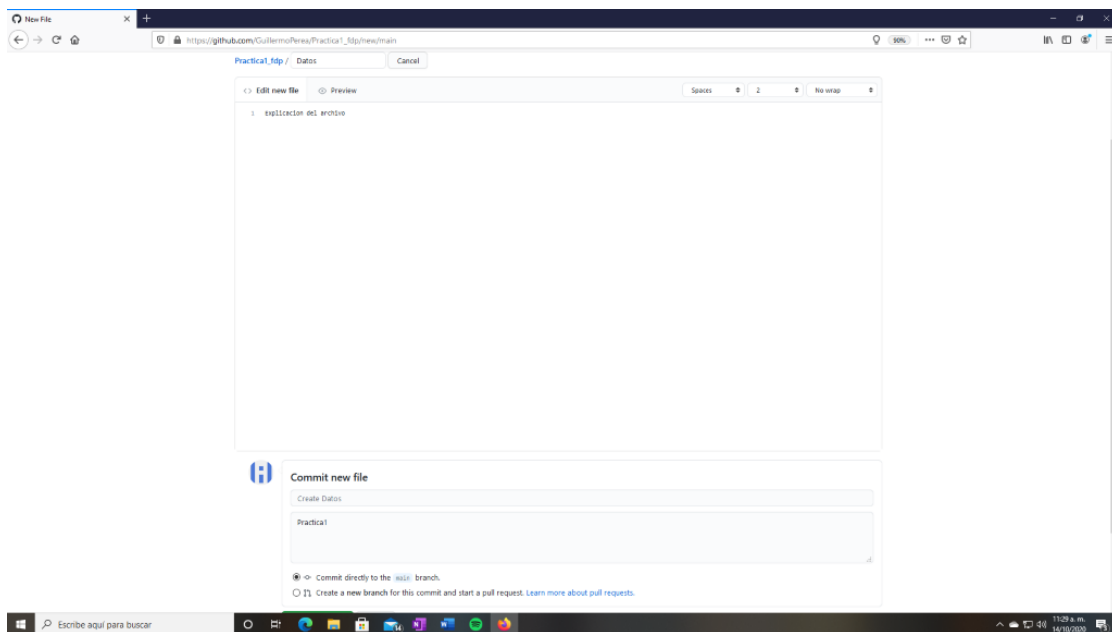 New File
https://github.com/GuillermoPerea/Practica1_fdp/new/main
90%
Practica1_fdp / Datos Cancel
<> Edit new file Preview Spaces 2 No wrap
1 Explicacion del archivo
Commit new file
Create Datos
Practica1
Commit directly to the main branch.
Create a new branch for this commit and start a pull request. Learn more about pull requests.
Escribe aquí para buscar
11:29 a. m.
14/10/2020